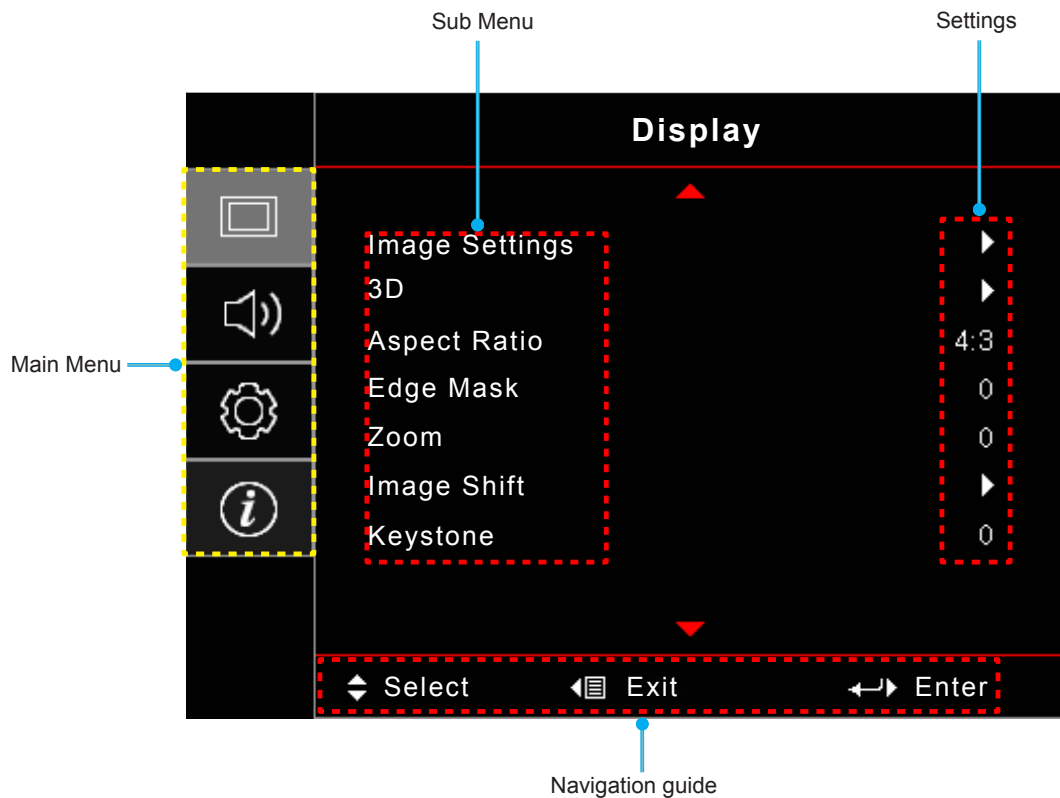 Sub Menu Settings
Display
Image Settings
3D
Aspect Ratio 4:3
Main Menu
Edge Mask 0
Zoom 0
Image Shift
Keystone 0
Select Exit Enter
Navigation guide